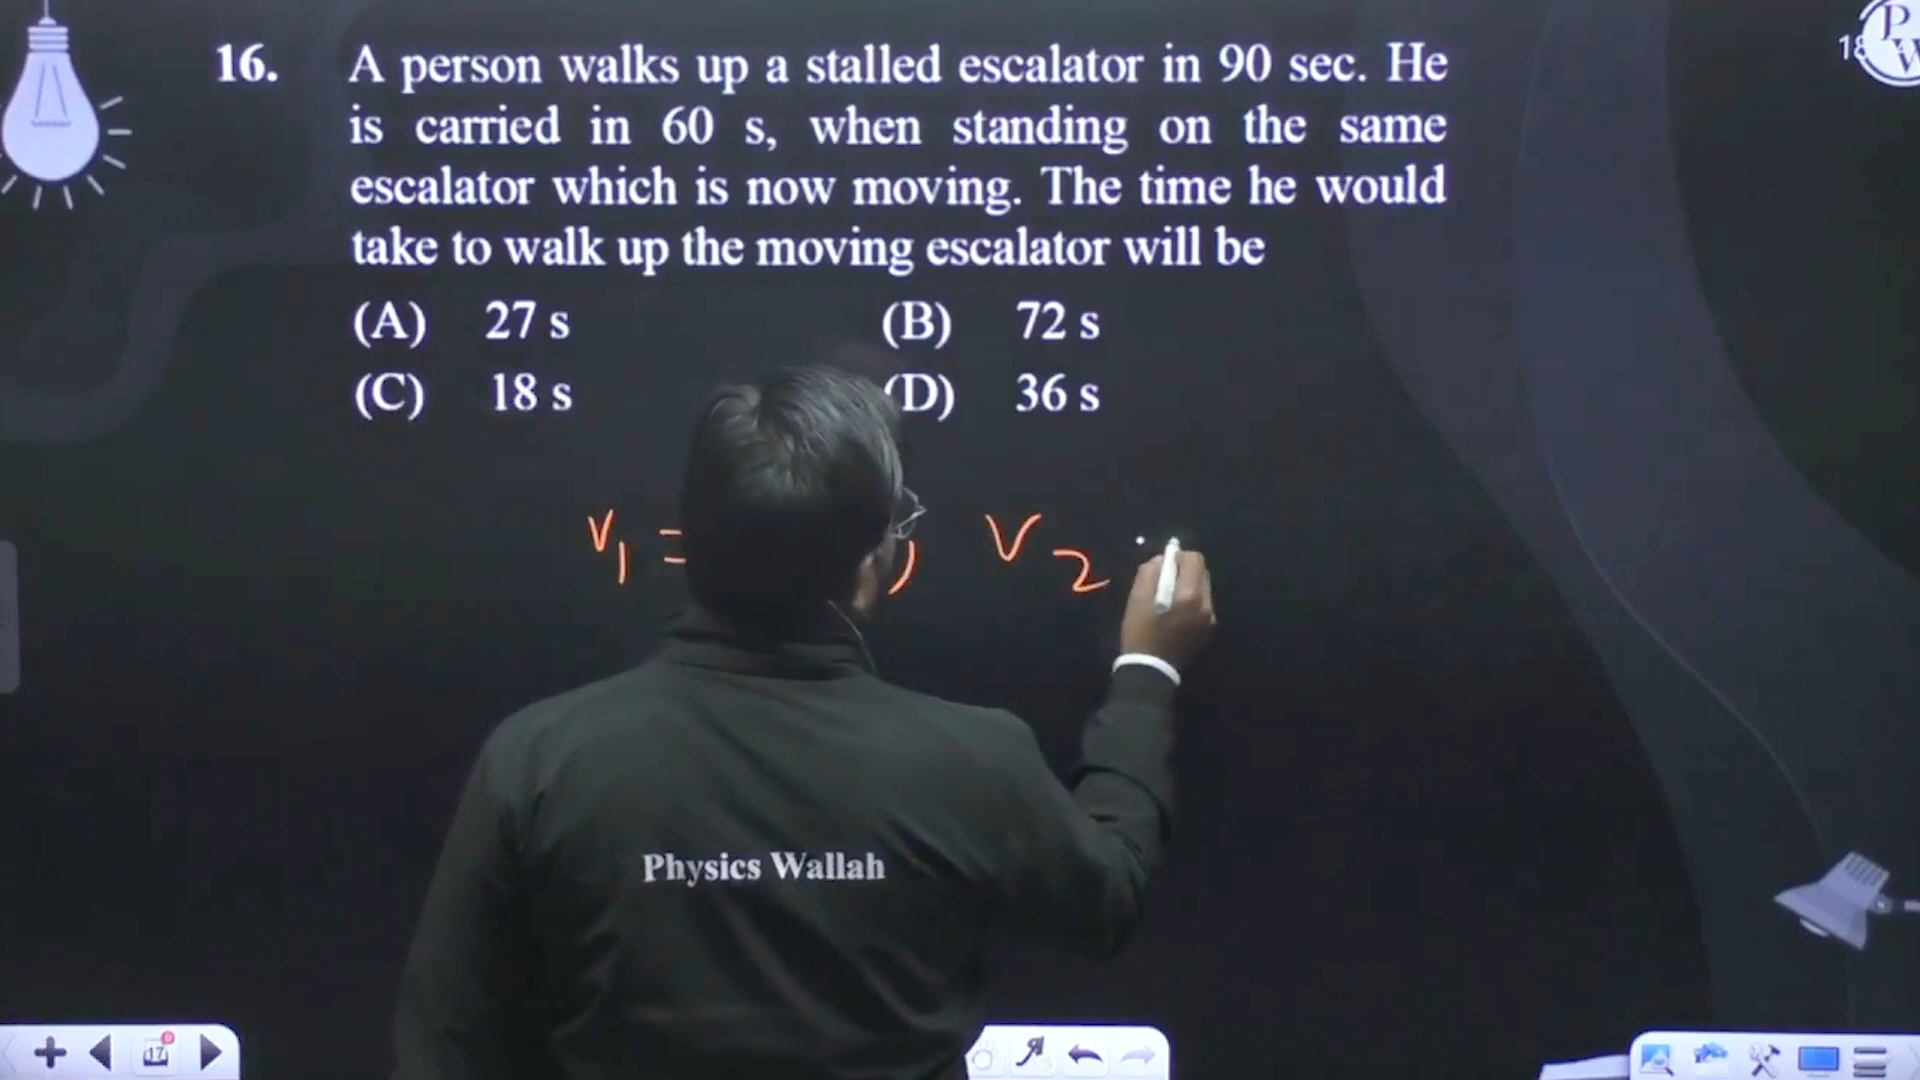 16. A person walks up a stalled escalator in 90 sec. He
is carried in 60 s, when standing on the same
escalator which is now moving. The time he would
take to walk up the moving escalator will be
(A) 27 s (B) 72 s
(C) 18 s (D) 36 s
v₁ = , v₂
Physics Wallah
17